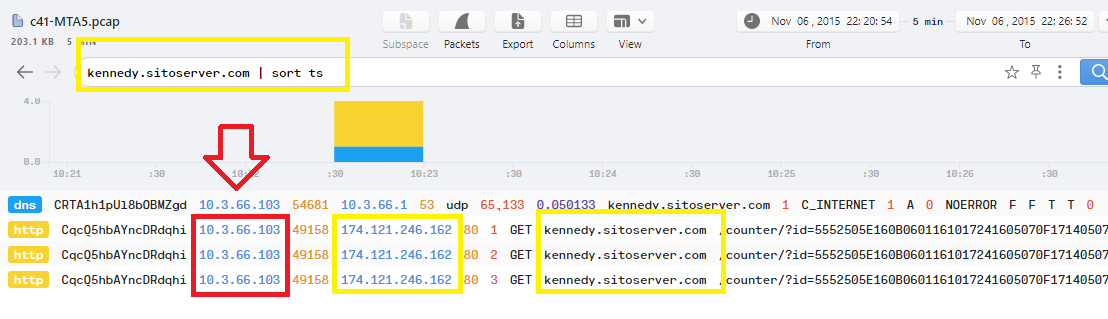 c41-MTA5.pcap
203.1 KB 5 MIN
Subspace Packets Export Columns View
Nov 06 , 2015 22:20:54 5 min Nov 06 , 2015 22:26:52
From To
kennedy.sitoserver.com | sort ts
4.0
0.0
10:21 :30 10:22 :30 10:23 :30 10:24 :30 10:25 :30 10:26 :30
dns CRTA1h1pUl8bOBMZgd 10.3.66.103 54681 10.3.66.1 53 udp 65,133 0.050133 kennedy.sitoserver.com 1 C_INTERNET 1 A 0 NOERROR F F T T 0
http CqcQ5hbAYncDRdqhi 10.3.66.103 49158 174.121.246.162 80 1 GET kennedy.sitoserver.com /counter/?id=5552505E160B0601161017241605070F17140507
http CqcQ5hbAYncDRdqhi 10.3.66.103 49158 174.121.246.162 80 2 GET kennedy.sitoserver.com /counter/?id=5552505E160B0601161017241605070F17140507
http CqcQ5hbAYncDRdqhi 10.3.66.103 49158 174.121.246.162 80 3 GET kennedy.sitoserver.com /counter/?id=5552505E160B0601161017241605070F17140507